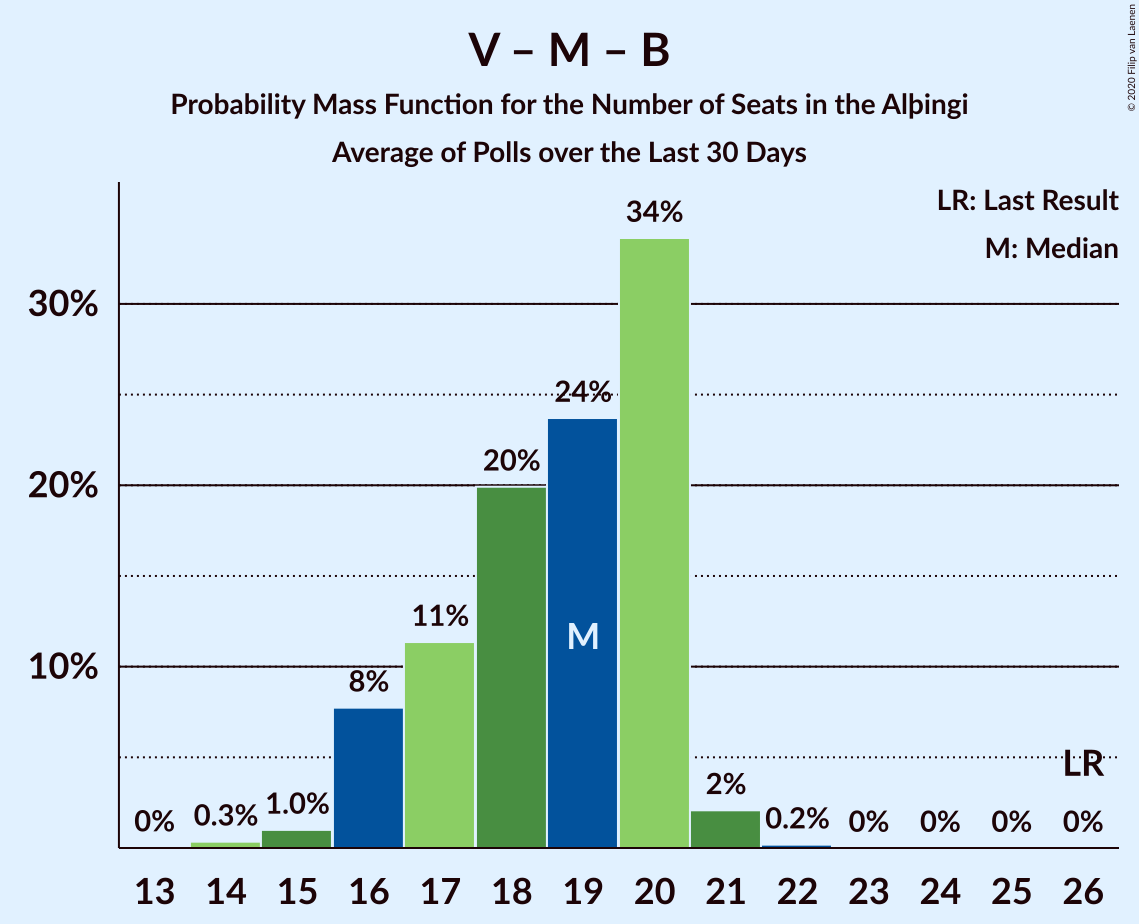 V – M – B
Probability Mass Function for the Number of Seats in the Alþingi
Average of Polls over the Last 30 Days
© 2020 Filip van Laenen
LR: Last Result
M: Median
34%
30%
24%
20%
20%
M
11%
10%
8%
LR
2%
1.0%
0.3%
0.2%
0%
0%
0%
0%
0%
13 14 15 16 17 18 19 20 21 22 23 24 25 26